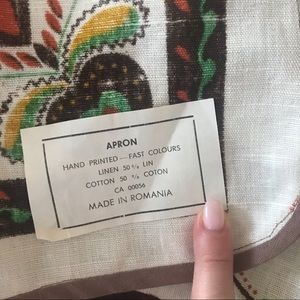 APRON
HAND PRINTED — FAST COLOURS
LINEN 50 % LIN
COTTON 50 % COTON
CA 00056
MADE IN ROMANIA